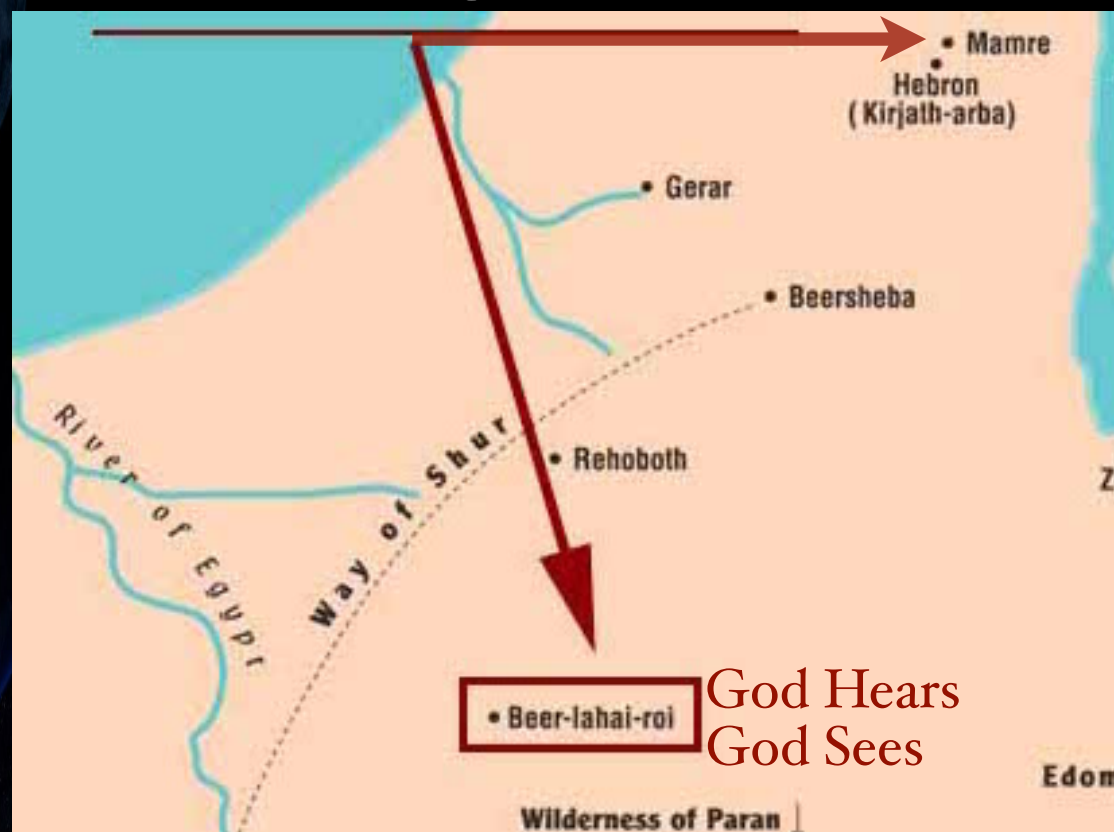 Mamre
Hebron
(Kirjath-arba)
Gerar
Beersheba
River of Egypt
Way of Shur
Rehoboth
Beer-lahai-roi
God Hears
God Sees
Edom
Wilderness of Paran